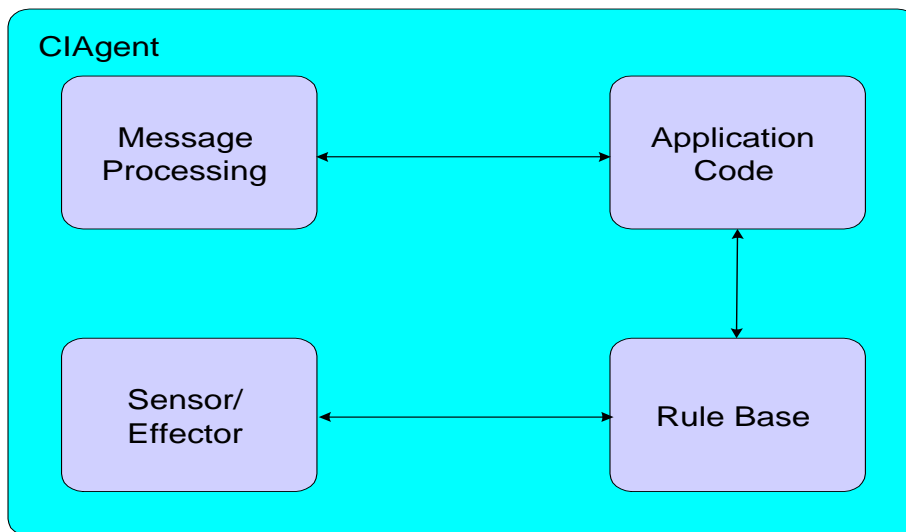 CIAgent
Message
Processing
Application
Code
Sensor/
Effector
Rule Base